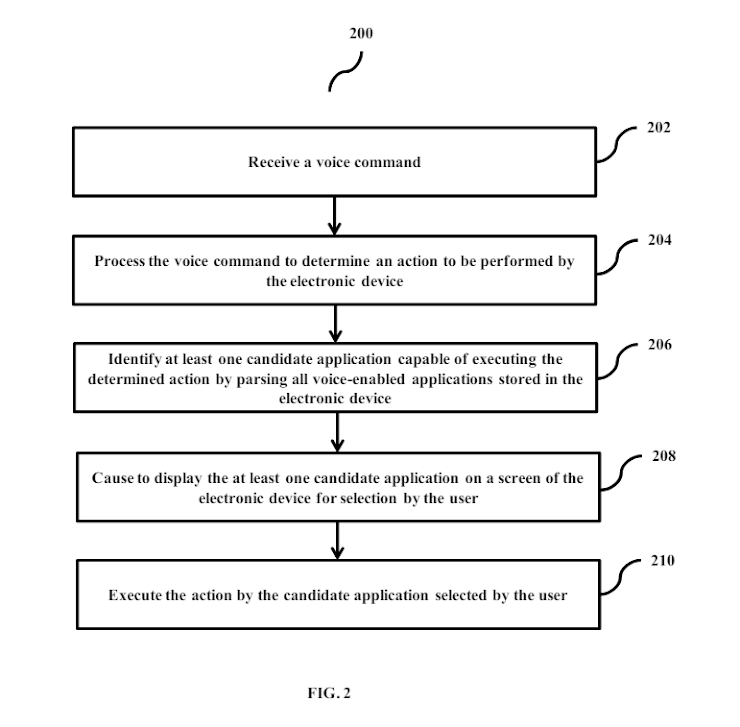 200
202
Receive a voice command
204
Process the voice command to determine an action to be performed by
the electronic device
206
Identify at least one candidate application capable of executing the
determined action by parsing all voice-enabled applications stored in the
electronic device
208
Cause to display the at least one candidate application on a screen of the
electronic device for selection by the user
210
Execute the action by the candidate application selected by the user
FIG. 2